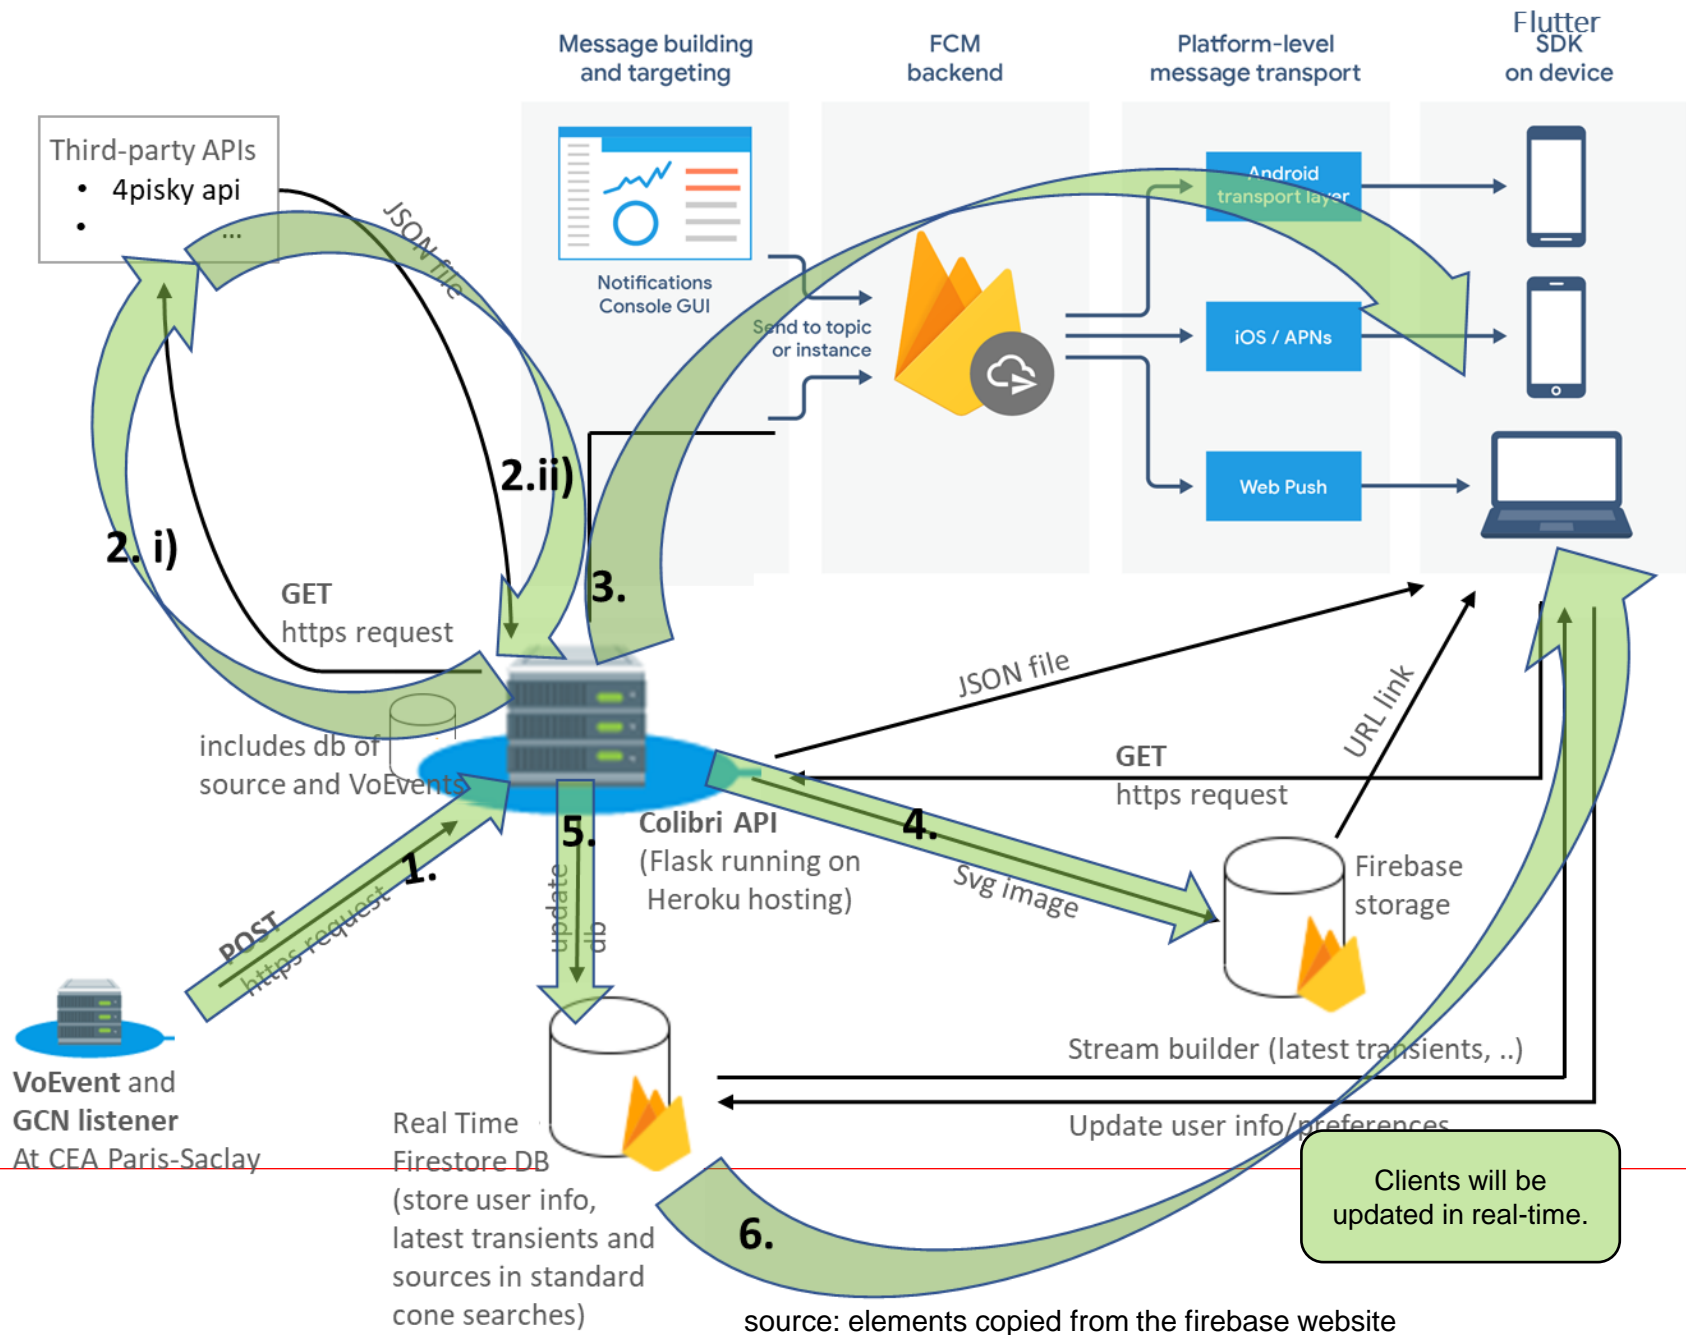 Message building
and targeting
FCM
backend
Platform-level
message transport
Flutter
SDK
on device
Third-party APIs
• 4pisky api
• ...
JSON file
Notifications
Console GUI
Send to topic
or instance
Android
transport layer
iOS / APNs
Web Push
2. i)
2.ii)
3.
GET
https request
includes db of
source and VoEvents
JSON file
URL link
GET
https request
Colibri API
(Flask running on
Heroku hosting)
4.
Svg image
Firebase
storage
5.
update
db
1.
POST
https request
VoEvent and
GCN listener
At CEA Paris-Saclay
Real Time
Firestore DB
(store user info,
latest transients and
sources in standard
cone searches)
Stream builder (latest transients, ..)
Update user info/preferences
6.
Clients will be
updated in real-time.
source: elements copied from the firebase website